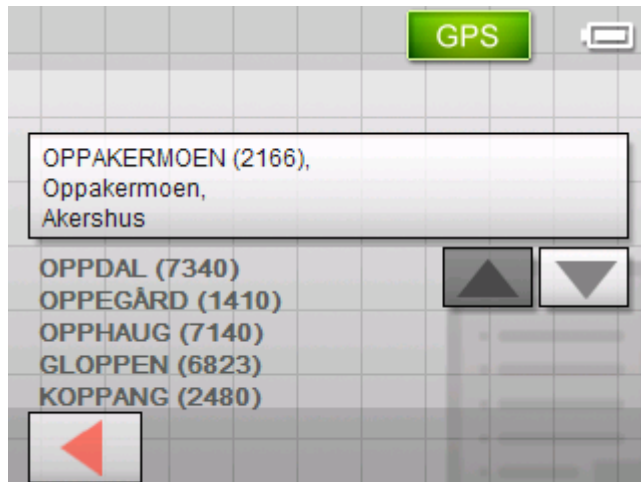 GPS
OPPAKERMOEN (2166),
Oppakermoen,
Akershus
OPPDAL (7340)
OPPEGÅRD (1410)
OPPHAUG (7140)
GLOPPEN (6823)
KOPPANG (2480)